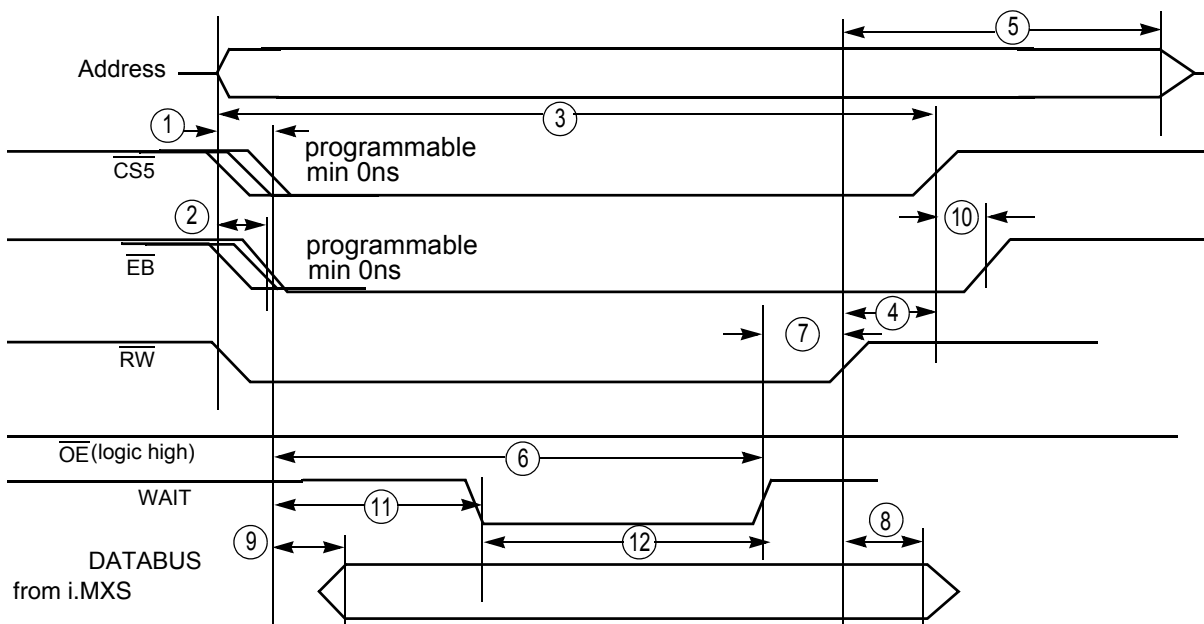 5
Address
1
3
programmable
min 0ns
CS5
2
10
programmable
min 0ns
EB
4
7
RW
OE(logic high)
6
WAIT
11
8
9
12
DATABUS
from i.MXS